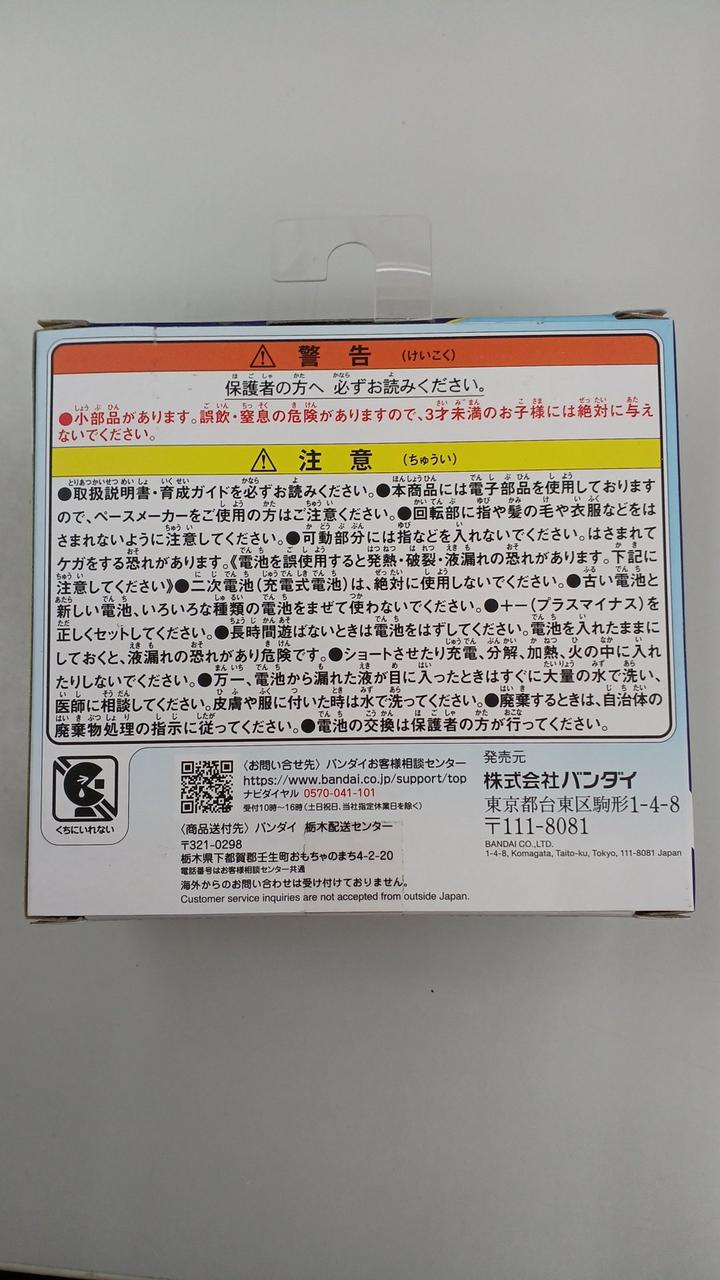 警告 (けいこく)
保護者の方へ 必ずお読みください。
●小部品があります。誤飲・窒息の危険がありますので、3才未満のお子様には絶対に与え
ないでください。
注意 (ちゅうい)
●取扱説明書・育成ガイドを必ずお読みください。●本商品には電子部品を使用しております
ので、ペースメーカーをご使用の方はご注意ください。●回転部に指や髪の毛や衣服などをは
さまれないように注意してください。●可動部分には指などを入れないでください。はさまれて
ケガをする恐れがあります。《電池を誤使用すると発熱・破裂・液漏れの恐れがあります。下記に
注意してください》●二次電池(充電式電池)は、絶対に使用しないでください。●古い電池と
新しい電池、いろいろな種類の電池をまぜて使わないでください。●+-(プラスマイナス)を
正しくセットしてください。●長時間遊ばないときは電池をはずしてください。電池を入れたままに
しておくと、液漏れの恐れがあり危険です。●ショートさせたり充電、分解、加熱、火の中に入れ
たりしないでください。●万一、電池から漏れた液が目に入ったときはすぐに大量の水で洗い、
医師に相談してください。皮膚や服に付いた時は水で洗ってください。●廃棄するときは、自治体の
廃棄物処理の指示に従ってください。●電池の交換は保護者の方が行ってください。
くちにいれない
〈お問い合せ先〉バンダイお客様相談センター
https://www.bandai.co.jp/support/top
ナビダイヤル 0570-041-101
受付10時〜16時(土日祝日、当社指定休業日を除く)
〈商品送付先〉バンダイ 栃木配送センター
〒321-0298
栃木県下都賀郡壬生町おもちゃのまち4-2-20
電話番号はお客様相談センター共通
海外からのお問い合わせは受け付けておりません。
Customer service inquiries are not accepted from outside Japan.
発売元
株式会社バンダイ
東京都台東区駒形1-4-8
〒111-8081
BANDAI CO.,LTD.
1-4-8, Komagata, Taito-ku, Tokyo, 111-8081 Japan